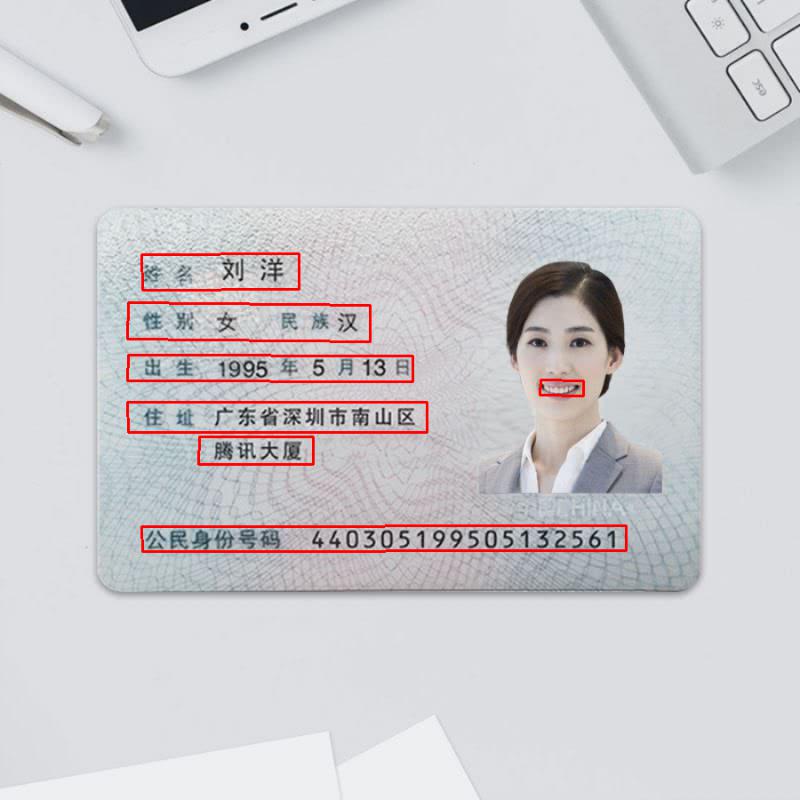 esc
姓名 刘洋
性别 女 民族 汉
出生 1995 年 5 月 13 日
住址 广东省深圳市南山区
腾讯大厦
CHINA
公民身份号码 440305199505132561